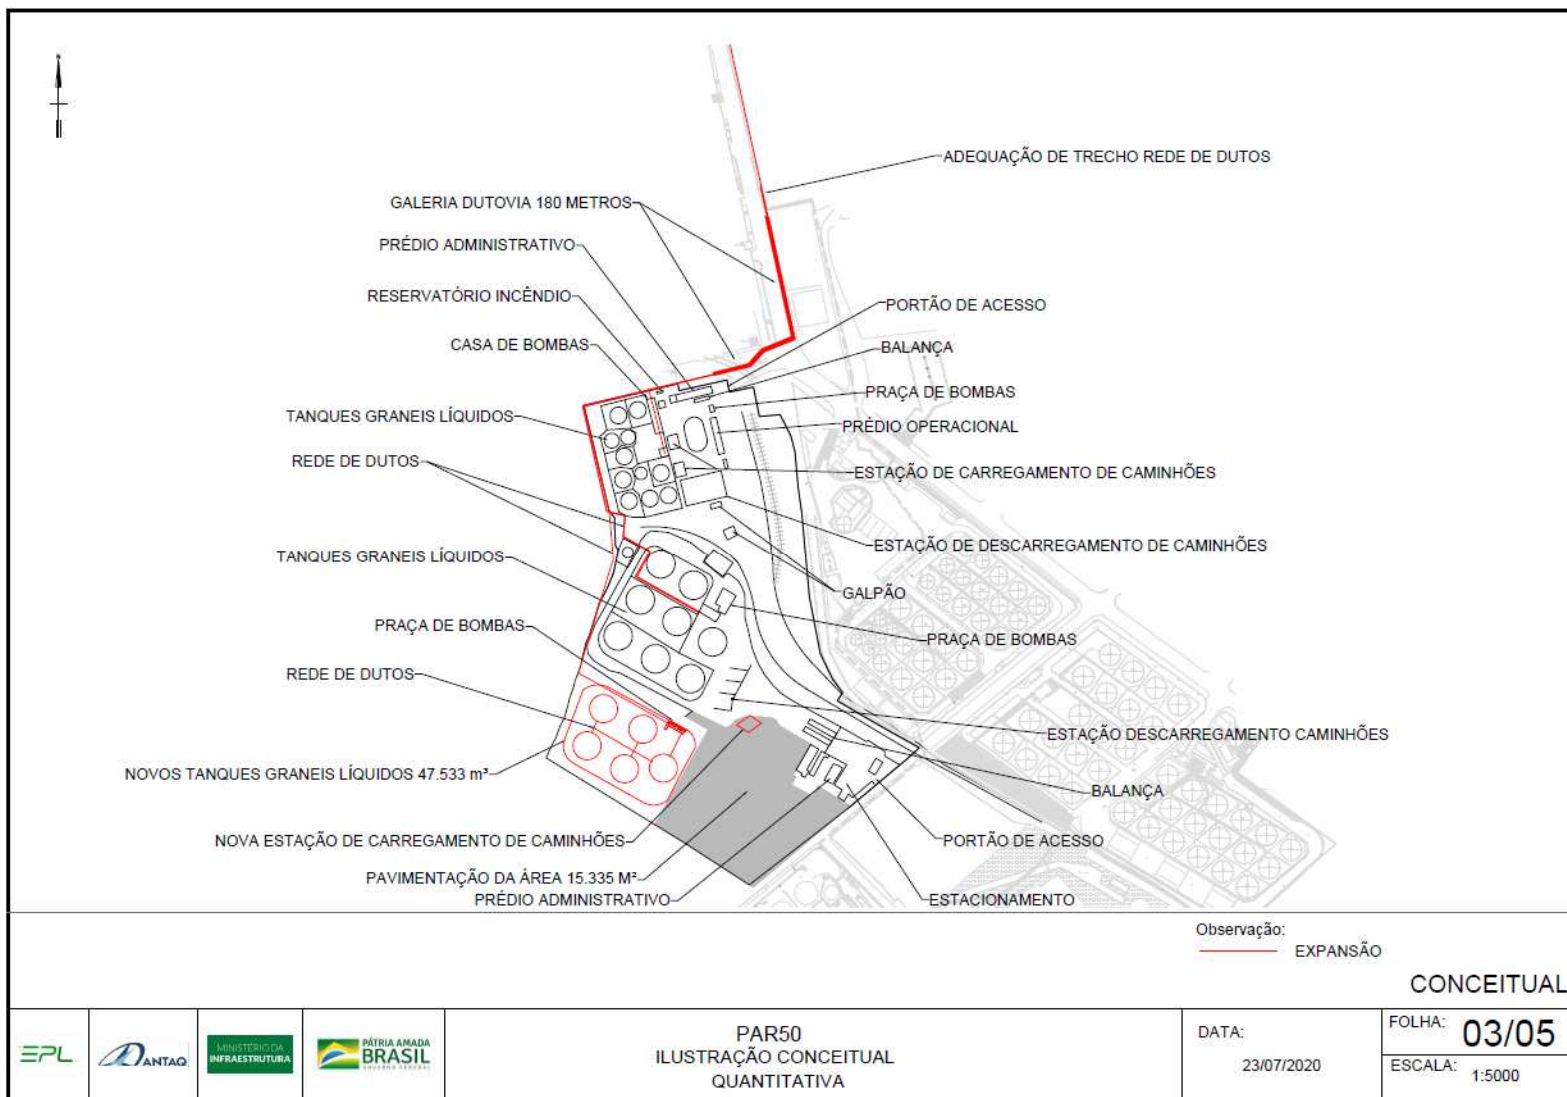 N
ADEQUAÇÃO DE TRECHO REDE DE DUTOS
GALERIA DUTOVIA 180 METROS
PRÉDIO ADMINISTRATIVO
RESERVATÓRIO INCÊNDIO
PORTÃO DE ACESSO
CASA DE BOMBAS
BALANÇA
PRAÇA DE BOMBAS
TANQUES GRANEIS LÍQUIDOS
PRÉDIO OPERACIONAL
REDE DE DUTOS
ESTAÇÃO DE CARREGAMENTO DE CAMINHÕES
ESTAÇÃO DE DESCARREGAMENTO DE CAMINHÕES
TANQUES GRANEIS LÍQUIDOS
GALPÃO
PRAÇA DE BOMBAS
PRAÇA DE BOMBAS
REDE DE DUTOS
ESTAÇÃO DESCARREGAMENTO CAMINHÕES
NOVOS TANQUES GRANEIS LÍQUIDOS 47.533 m³
BALANÇA
NOVA ESTAÇÃO DE CARREGAMENTO DE CAMINHÕES
PORTÃO DE ACESSO
PAVIMENTAÇÃO DA ÁREA 15.335 M²
PRÉDIO ADMINISTRATIVO
ESTACIONAMENTO
Observação:
EXPANSÃO
CONCEITUAL
EPL
ANTAQ
MINISTÉRIO DA
INFRAESTRUTURA
PÁTRIA AMADA
BRASIL
GOVERNO FEDERAL
PAR50
ILUSTRAÇÃO CONCEITUAL
QUANTITATIVA
DATA:
23/07/2020
FOLHA: 03/05
ESCALA: 1:5000